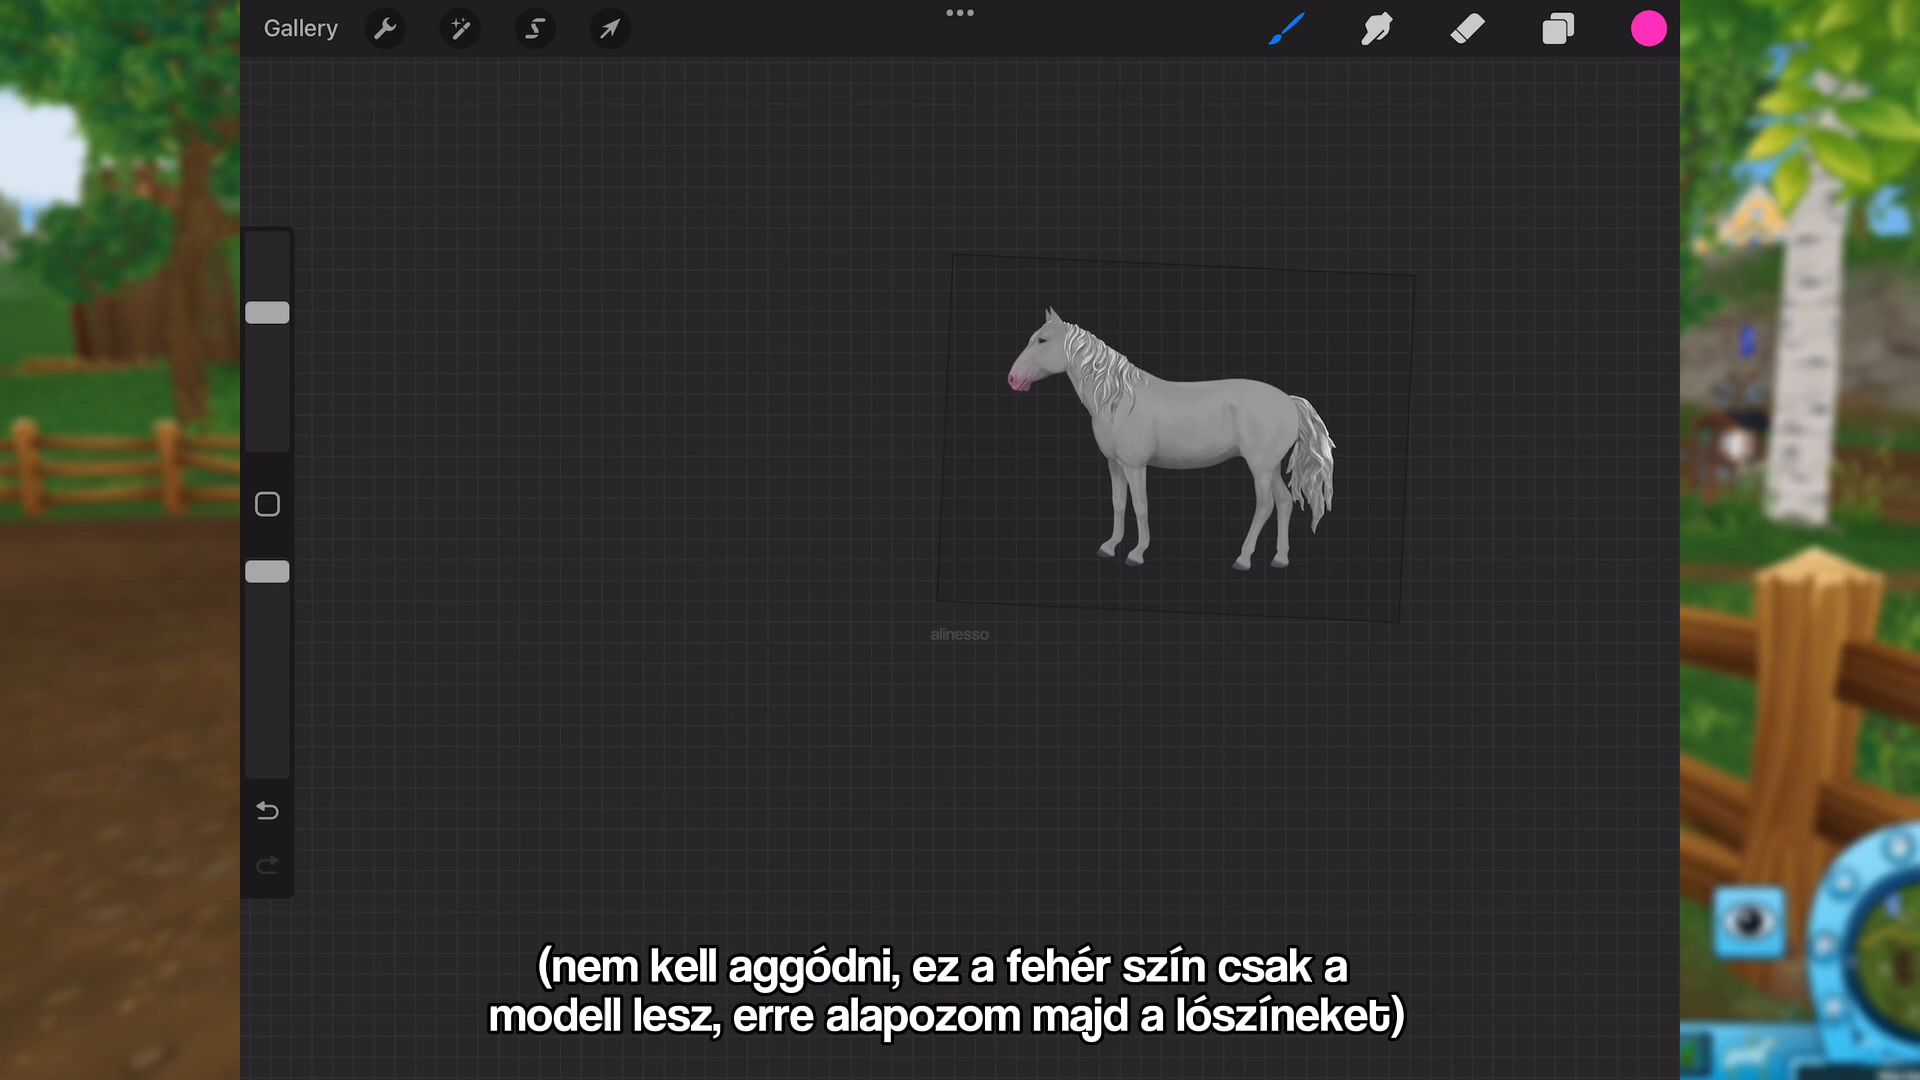 Gallery
alinesso
(nem kell aggódni, ez a fehér szín csak a
modell lesz, erre alapozom majd a lószíneket)